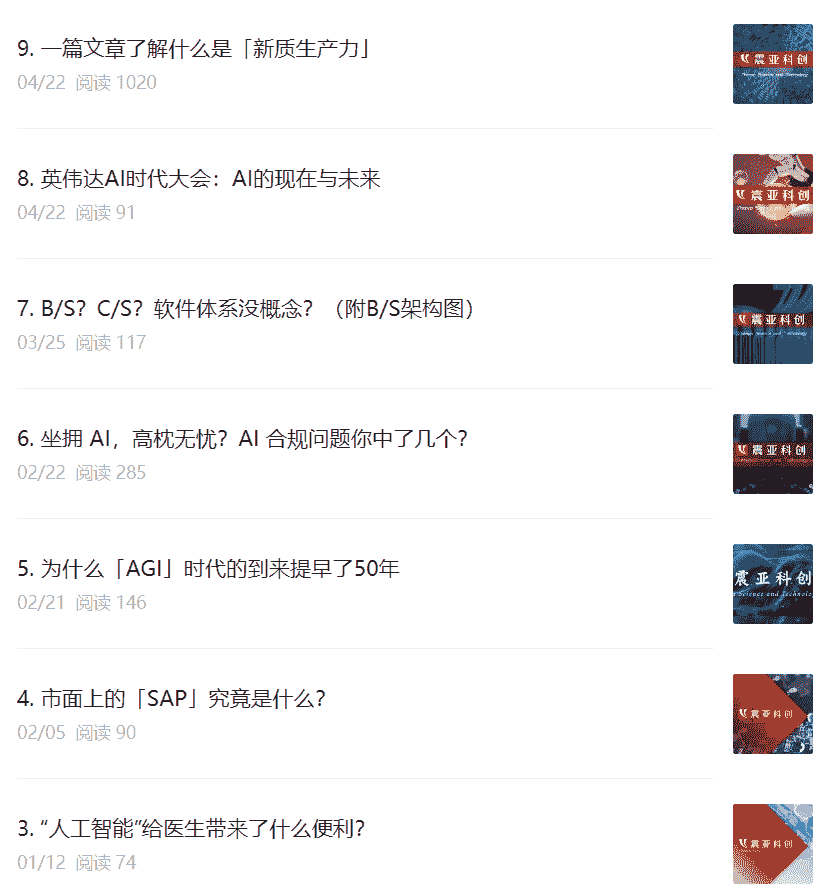 9. 一篇文章了解什么是「新质生产力」
04/22 阅读 1020
震亚科创
8. 英伟达AI时代大会：AI的现在与未来
04/22 阅读 91
震亚科创
7. B/S？C/S？软件体系没概念？（附B/S架构图）
03/25 阅读 117
震亚科创
6. 坐拥 AI，高枕无忧？AI 合规问题你中了几个？
02/22 阅读 285
震亚科创
5. 为什么「AGI」时代的到来提早了50年
02/21 阅读 146
震亚科创
Science and Technolo
4. 市面上的「SAP」究竟是什么？
02/05 阅读 90
震亚科创
3. “人工智能”给医生带来了什么便利？
01/12 阅读 74
震亚科创